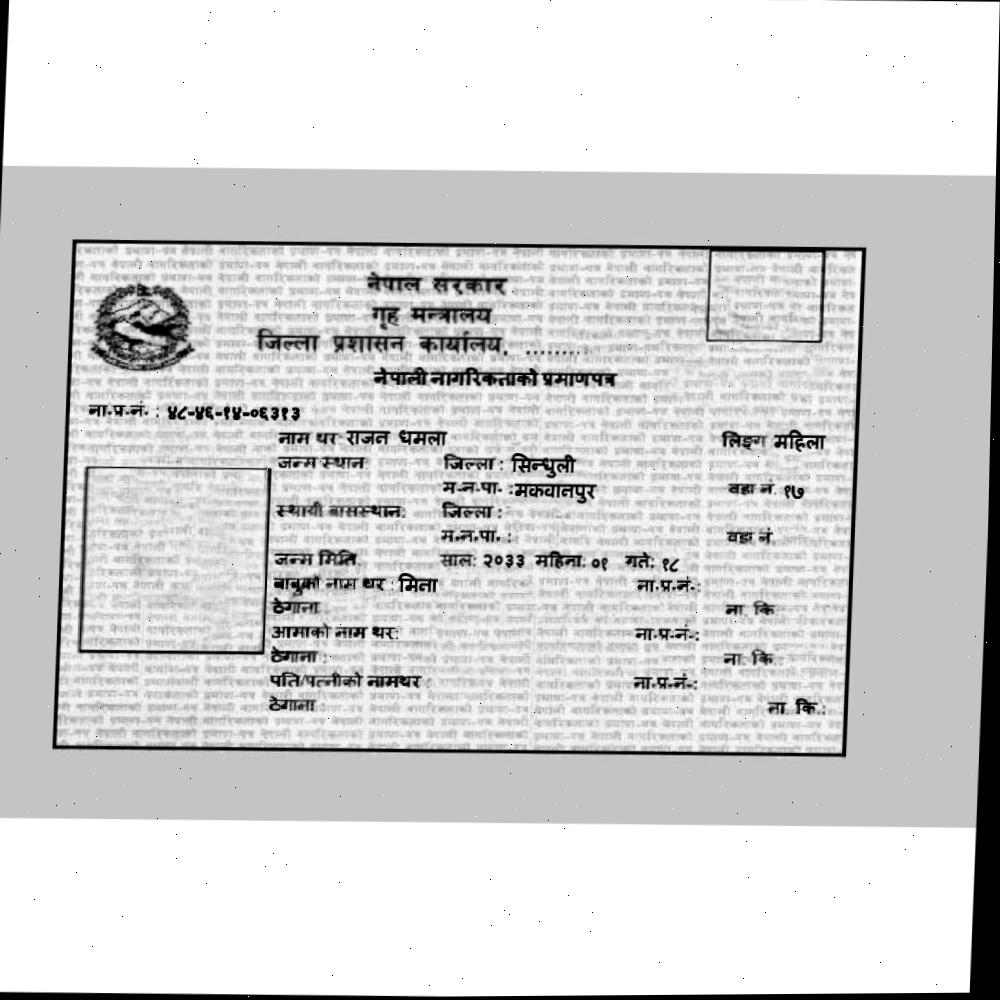 नेपाल सरकार
गृह मन्त्रालय
जिल्ला प्रशासन कार्यालय, ........
नेपाली नागरिकताको प्रमाणपत्र
ना.प्र.नं. : ४८-४६-१४-०६३१३
नाम थर राजन धमला लिङ्ग महिला
जन्म स्थान: जिल्ला : सिन्धुली
म.न.पा. :मकवानपुर वडा नं. १७
स्थायी बासस्थान: जिल्ला :
म.न.पा. : वडा नं.
जन्म मिति: साल: २०३३ महिना: ०१ गते: १८
बाबुको नाम थर : मिना ना.प्र.नं.:
ठेगाना : ना. कि.:
आमाको नाम थर: ना.प्र.नं.:
ठेगाना : ना. कि.:
पति/पत्नीको नामथर : ना.प्र.नं.:
ठेगाना : ना. कि.: